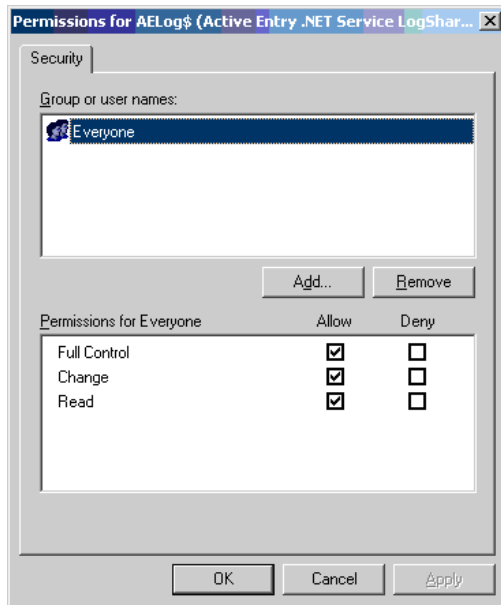 Permissions for AELog$ (Active Entry .NET Service LogShar...
Security
Group or user names:
Everyone
Add...
Remove
Permissions for Everyone
Allow
Deny
Full Control
Change
Read
OK
Cancel
Apply